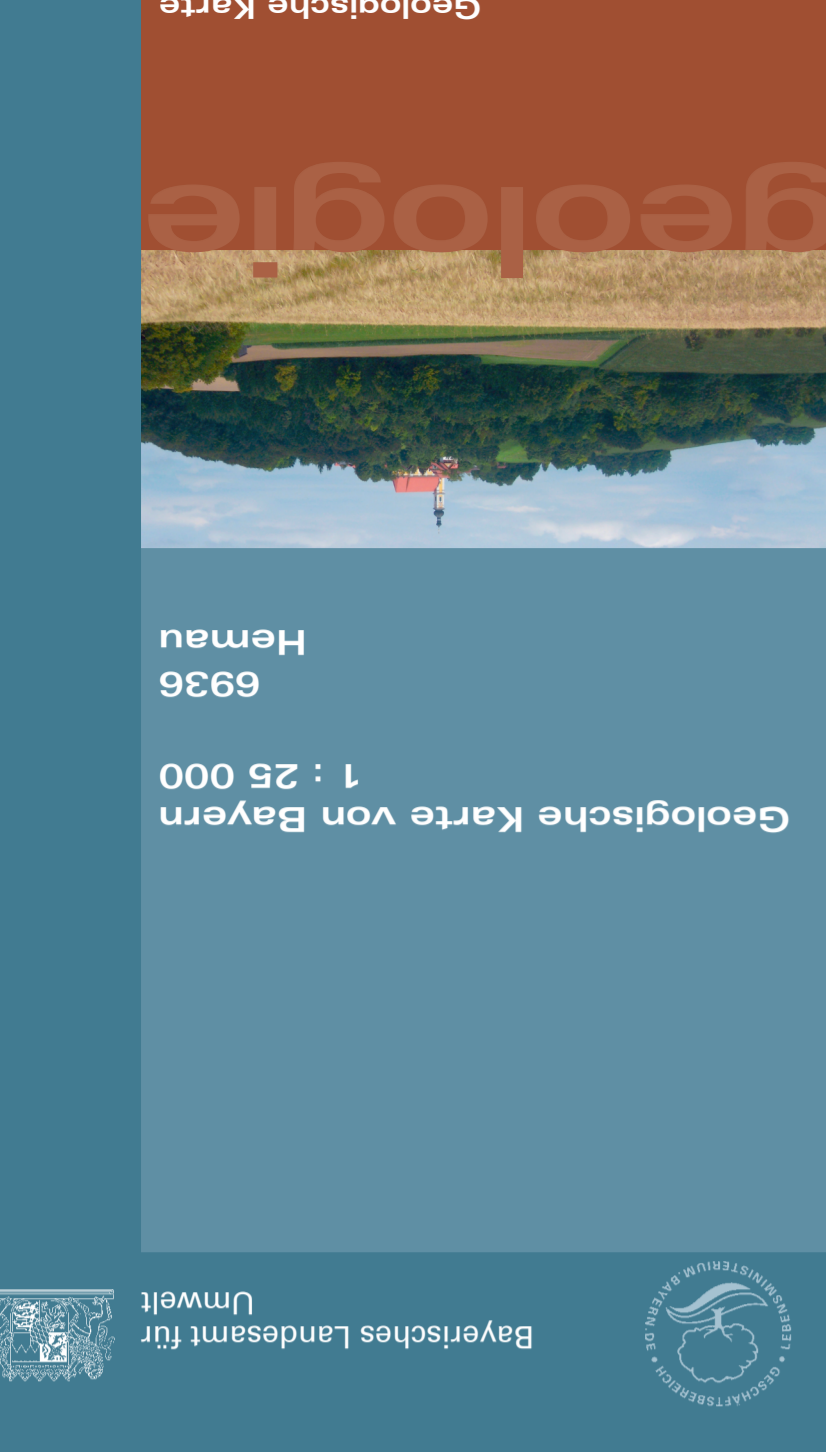 Bayerisches Landesamt für
Umwelt
LEBENSMINISTERIUM.BAYERN.DE • GESCHÄFTSBEREICH •
Geologische Karte von Bayern
1 : 25 000
6936
Hemau
geologie
Geologische Karte